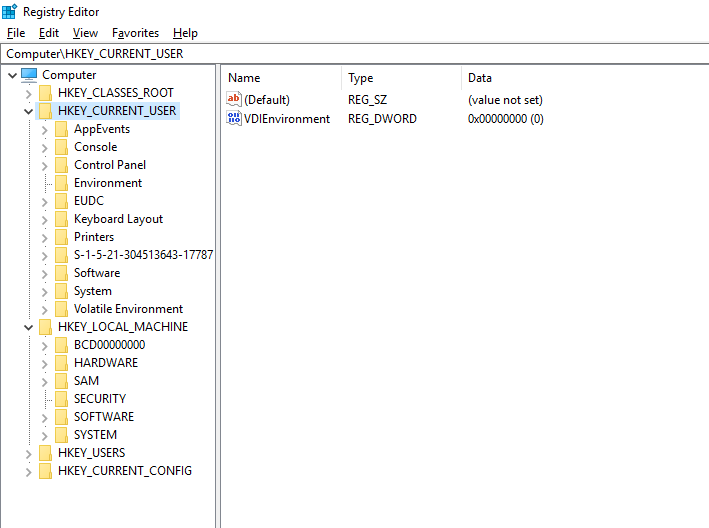 Registry Editor
File Edit View Favorites Help
Computer\HKEY_CURRENT_USER
Computer
HKEY_CLASSES_ROOT
HKEY_CURRENT_USER
AppEvents
Console
Control Panel
Environment
EUDC
Keyboard Layout
Printers
S-1-5-21-304513643-17787
Software
System
Volatile Environment
HKEY_LOCAL_MACHINE
BCD00000000
HARDWARE
SAM
SECURITY
SOFTWARE
SYSTEM
HKEY_USERS
HKEY_CURRENT_CONFIG
Name Type Data
ab (Default) REG_SZ (value not set)
VDIEnvironment REG_DWORD 0x00000000 (0)